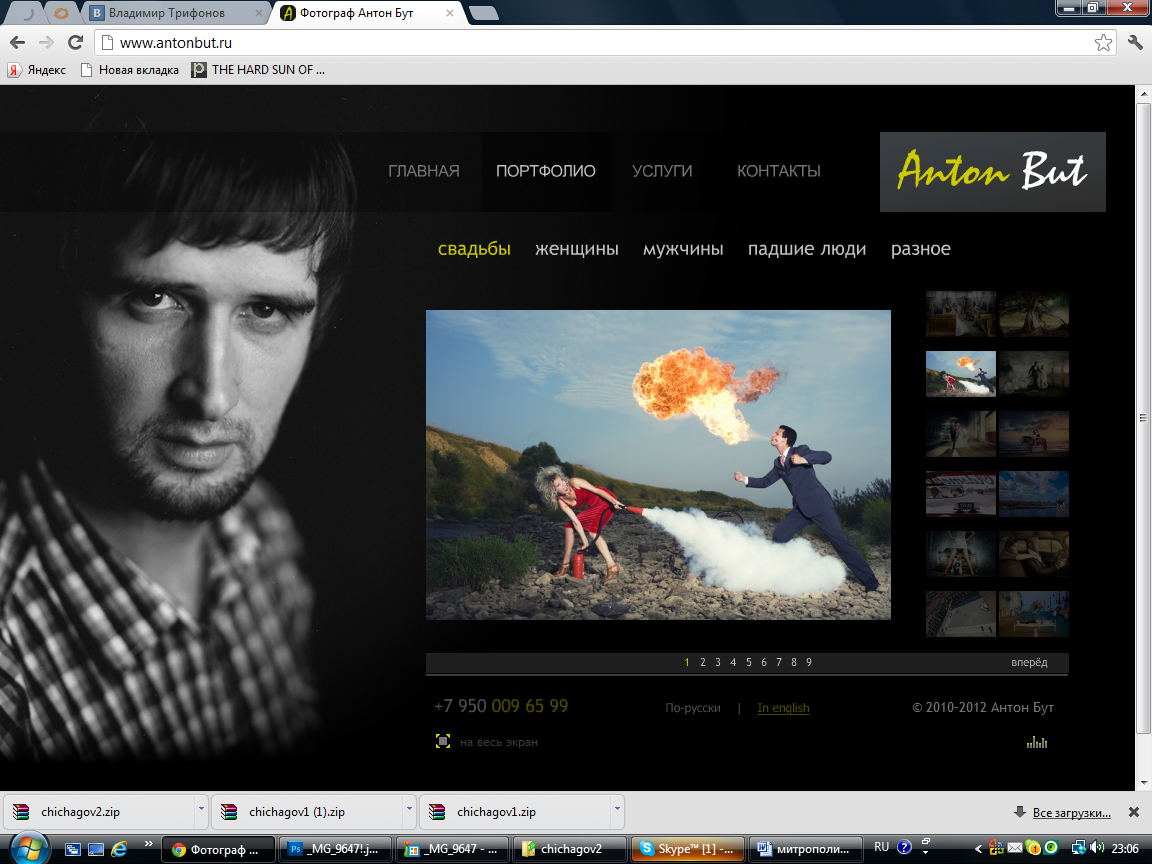 Владимир Трифонов
Фотограф Антон Бут
www.antonbut.ru
Яндекс
Новая вкладка
THE HARD SUN OF ...
ГЛАВНАЯ
ПОРТФОЛИО
УСЛУГИ
КОНТАКТЫ
Anton But
свадьбы
женщины
мужчины
падшие люди
разное
1 2 3 4 5 6 7 8 9
вперёд
+7 950 009 65 99
По-русски | In english
© 2010-2012 Антон Бут
на весь экран
chichagov2.zip
chichagov1 (1).zip
chichagov1.zip
Все загрузки...
Фотограф ...
_MG_9647!.j...
_MG_9647 - ...
chichagov2
Skype™ [1] -...
митрополи...
RU
23:06